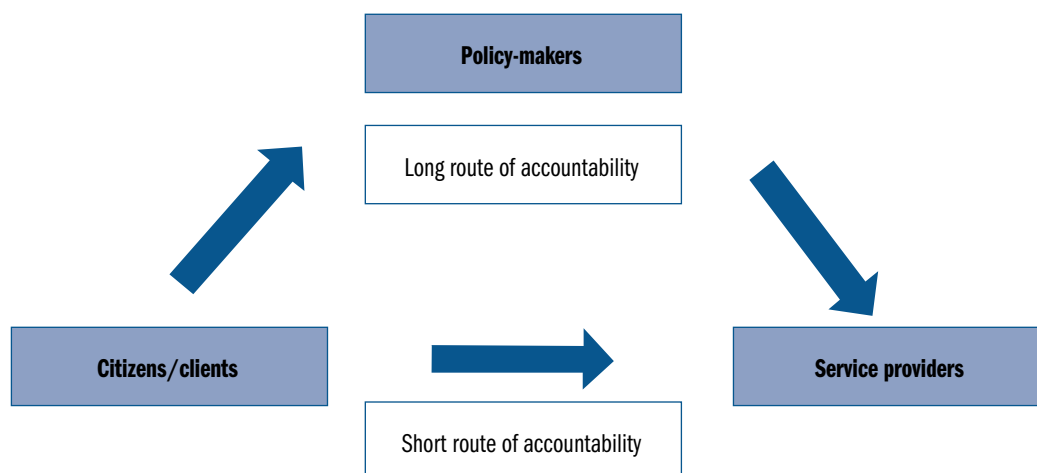 Policy-makers
Long route of accountability
Citizens/clients
Service providers
Short route of accountability